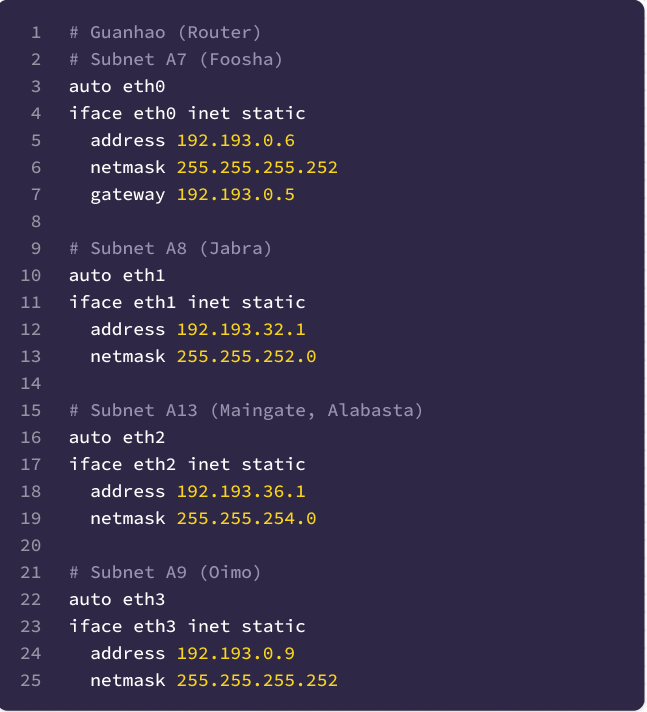 1 # Guanhao (Router)
2 # Subnet A7 (Foosha)
3 auto eth0
4 iface eth0 inet static
5   address 192.193.0.6
6   netmask 255.255.255.252
7   gateway 192.193.0.5
8
9 # Subnet A8 (Jabra)
10 auto eth1
11 iface eth1 inet static
12   address 192.193.32.1
13   netmask 255.255.252.0
14
15 # Subnet A13 (Maingate, Alabasta)
16 auto eth2
17 iface eth2 inet static
18   address 192.193.36.1
19   netmask 255.255.254.0
20
21 # Subnet A9 (Oimo)
22 auto eth3
23 iface eth3 inet static
24   address 192.193.0.9
25   netmask 255.255.255.252